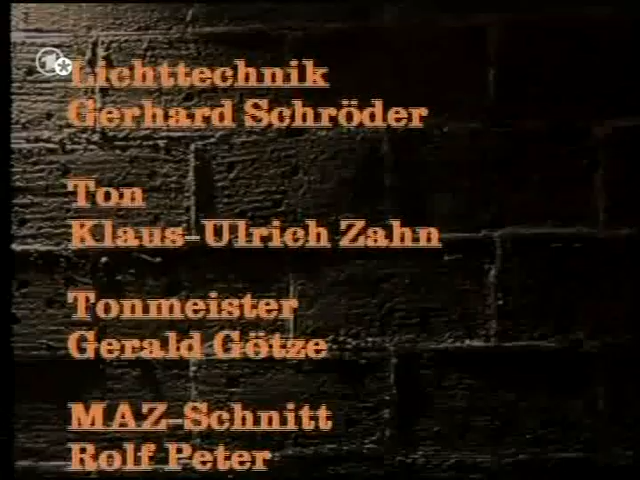 Lichttechnik
Gerhard Schröder
Ton
Klaus-Ulrich Zahn
Tonmeister
Gerald Götze
MAZ-Schnitt
Rolf Peter